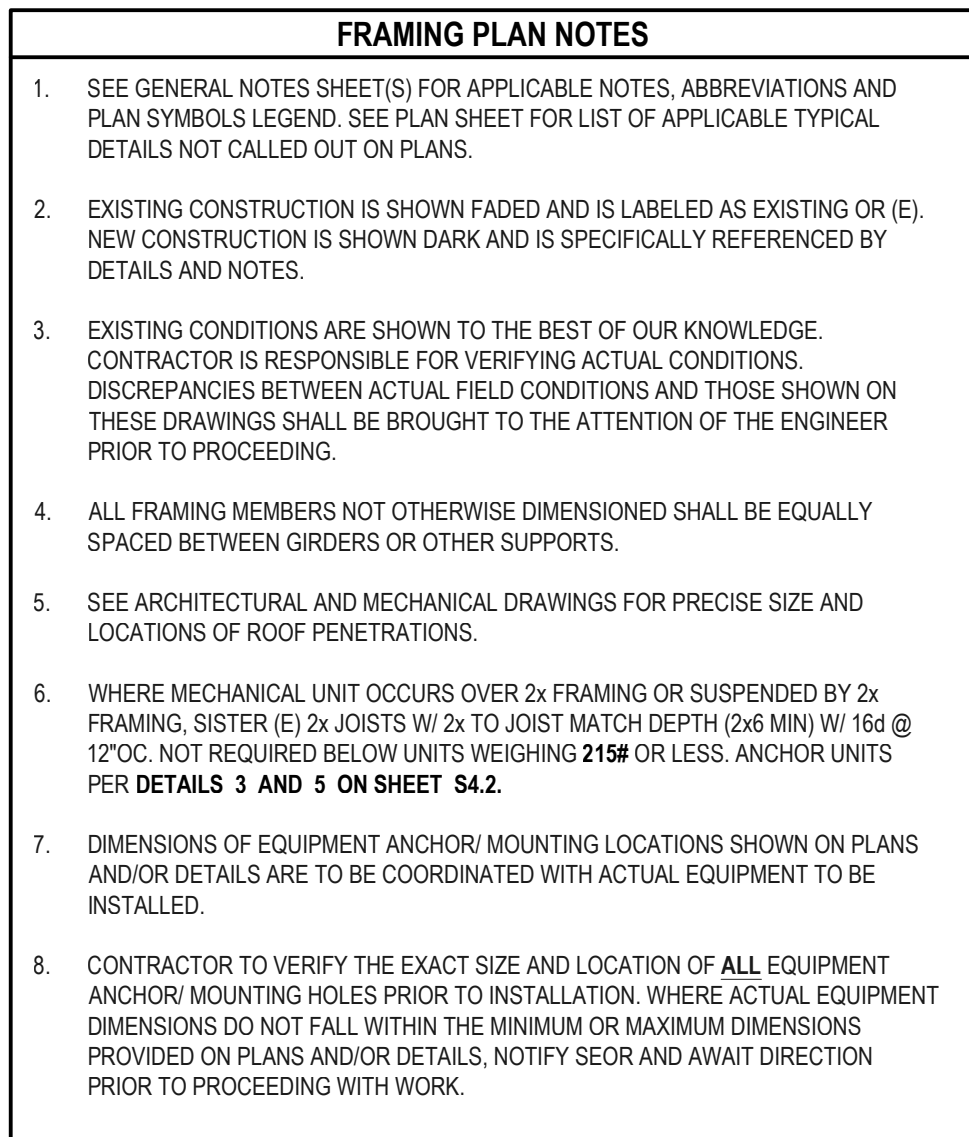 FRAMING PLAN NOTES
1. SEE GENERAL NOTES SHEET(S) FOR APPLICABLE NOTES, ABBREVIATIONS AND
PLAN SYMBOLS LEGEND. SEE PLAN SHEET FOR LIST OF APPLICABLE TYPICAL
DETAILS NOT CALLED OUT ON PLANS.
2. EXISTING CONSTRUCTION IS SHOWN FADED AND IS LABELED AS EXISTING OR (E).
NEW CONSTRUCTION IS SHOWN DARK AND IS SPECIFICALLY REFERENCED BY
DETAILS AND NOTES.
3. EXISTING CONDITIONS ARE SHOWN TO THE BEST OF OUR KNOWLEDGE.
CONTRACTOR IS RESPONSIBLE FOR VERIFYING ACTUAL CONDITIONS.
DISCREPANCIES BETWEEN ACTUAL FIELD CONDITIONS AND THOSE SHOWN ON
THESE DRAWINGS SHALL BE BROUGHT TO THE ATTENTION OF THE ENGINEER
PRIOR TO PROCEEDING.
4. ALL FRAMING MEMBERS NOT OTHERWISE DIMENSIONED SHALL BE EQUALLY
SPACED BETWEEN GIRDERS OR OTHER SUPPORTS.
5. SEE ARCHITECTURAL AND MECHANICAL DRAWINGS FOR PRECISE SIZE AND
LOCATIONS OF ROOF PENETRATIONS.
6. WHERE MECHANICAL UNIT OCCURS OVER 2x FRAMING OR SUSPENDED BY 2x
FRAMING, SISTER (E) 2x JOISTS W/ 2x TO JOIST MATCH DEPTH (2x6 MIN) W/ 16d @
12"OC. NOT REQUIRED BELOW UNITS WEIGHING 215# OR LESS. ANCHOR UNITS
PER DETAILS 3 AND 5 ON SHEET S4.2.
7. DIMENSIONS OF EQUIPMENT ANCHOR/ MOUNTING LOCATIONS SHOWN ON PLANS
AND/OR DETAILS ARE TO BE COORDINATED WITH ACTUAL EQUIPMENT TO BE
INSTALLED.
8. CONTRACTOR TO VERIFY THE EXACT SIZE AND LOCATION OF ALL EQUIPMENT
ANCHOR/ MOUNTING HOLES PRIOR TO INSTALLATION. WHERE ACTUAL EQUIPMENT
DIMENSIONS DO NOT FALL WITHIN THE MINIMUM OR MAXIMUM DIMENSIONS
PROVIDED ON PLANS AND/OR DETAILS, NOTIFY SEOR AND AWAIT DIRECTION
PRIOR TO PROCEEDING WITH WORK.